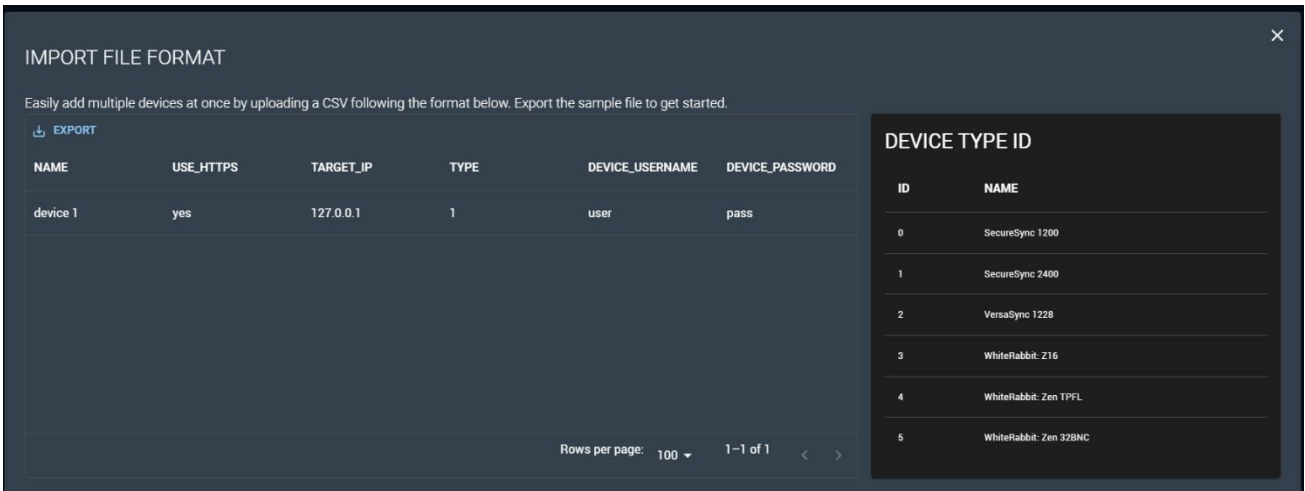 IMPORT FILE FORMAT
Easily add multiple devices at once by uploading a CSV following the format below. Export the sample file to get started.
EXPORT
NAME USE_HTTPS TARGET_IP TYPE DEVICE_USERNAME DEVICE_PASSWORD
device 1 yes 127.0.0.1 1 user pass
Rows per page: 100 1–1 of 1
DEVICE TYPE ID
ID NAME
0 SecureSync 1200
1 SecureSync 2400
2 VersaSync 1228
3 WhiteRabbit: Z16
4 WhiteRabbit: Zen TPFL
5 WhiteRabbit: Zen 32BNC